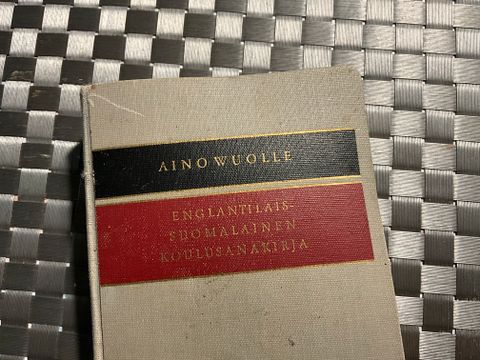 AINO WUOLLE
ENGLANTILAIS-
SUOMALAINEN
KOULUSANAKIRJA